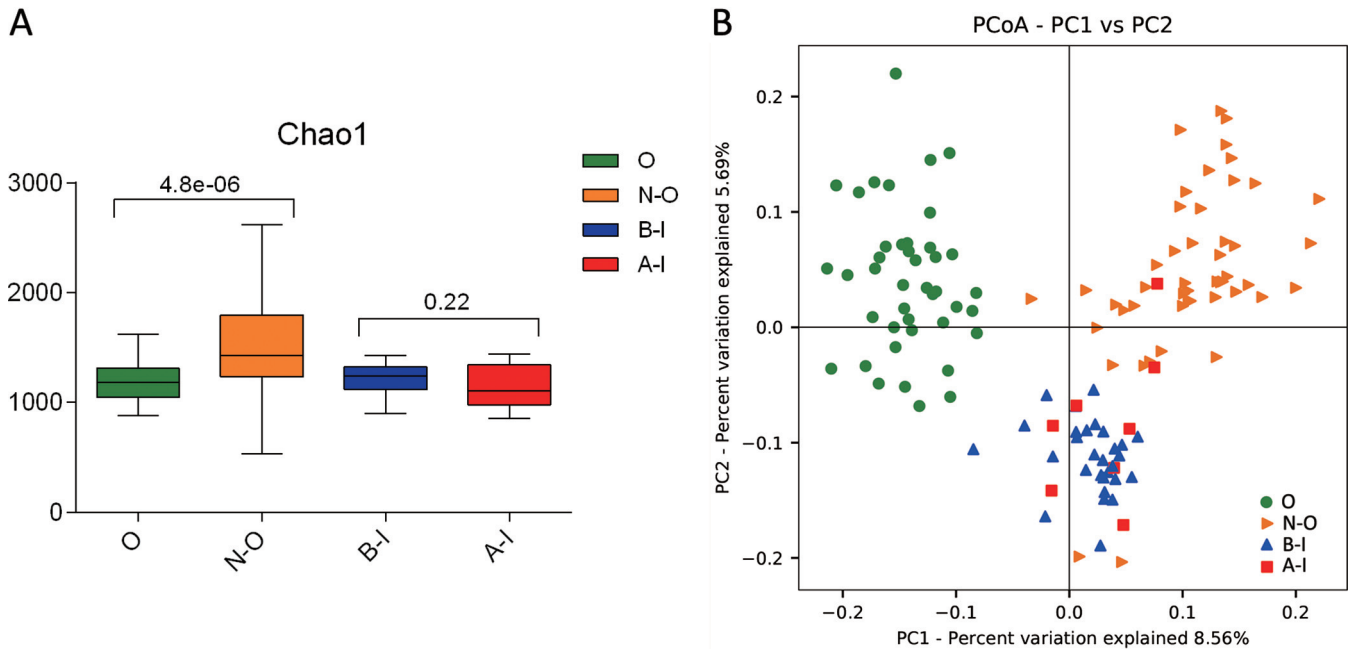 A
Chao1
3000
2000
1000
0
4.8e-06
0.22
O
N-O
B-I
A-I
O
N-O
B-I
A-I
B
PCoA - PC1 vs PC2
PC2 - Percent variation explained 5.69%
0.2
0.1
0.0
−0.1
−0.2
O
N-O
B-I
A-I
−0.2
−0.1
0.0
0.1
0.2
PC1 - Percent variation explained 8.56%